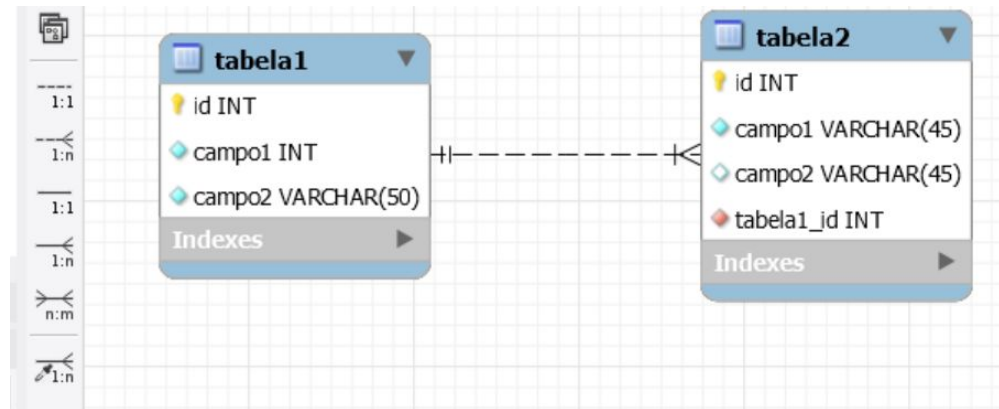 1:1
1:n
1:1
1:n
n:m
1:n
tabela1
id INT
campo1 INT
campo2 VARCHAR(50)
Indexes
tabela2
id INT
campo1 VARCHAR(45)
campo2 VARCHAR(45)
tabela1_id INT
Indexes